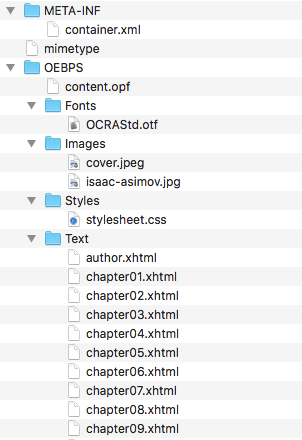 META-INF
container.xml
mimetype
OEBPS
content.opf
Fonts
OCRAStd.otf
Images
cover.jpeg
isaac-asimov.jpg
Styles
stylesheet.css
Text
author.xhtml
chapter01.xhtml
chapter02.xhtml
chapter03.xhtml
chapter04.xhtml
chapter05.xhtml
chapter06.xhtml
chapter07.xhtml
chapter08.xhtml
chapter09.xhtml